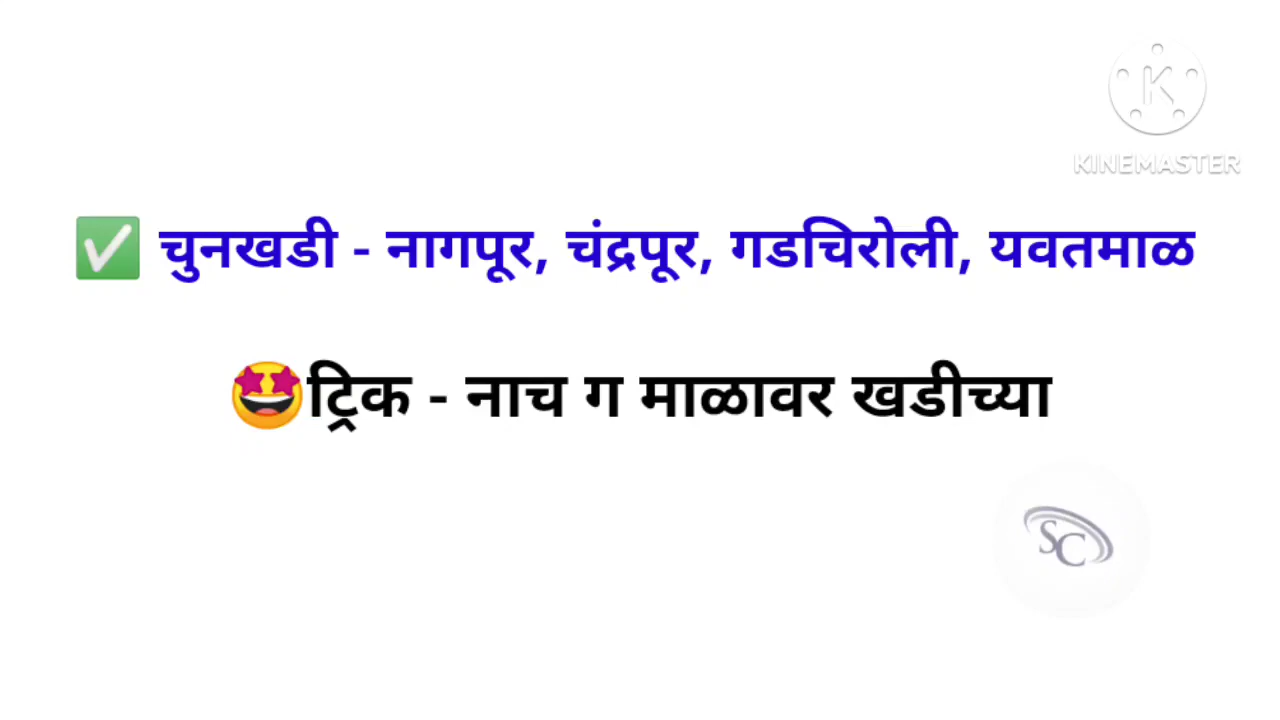 KINEMASTER
✅ चुनखडी - नागपूर, चंद्रपूर, गडचिरोली, यवतमाळ
🤩ट्रिक - नाच ग माळावर खडीच्या
SC